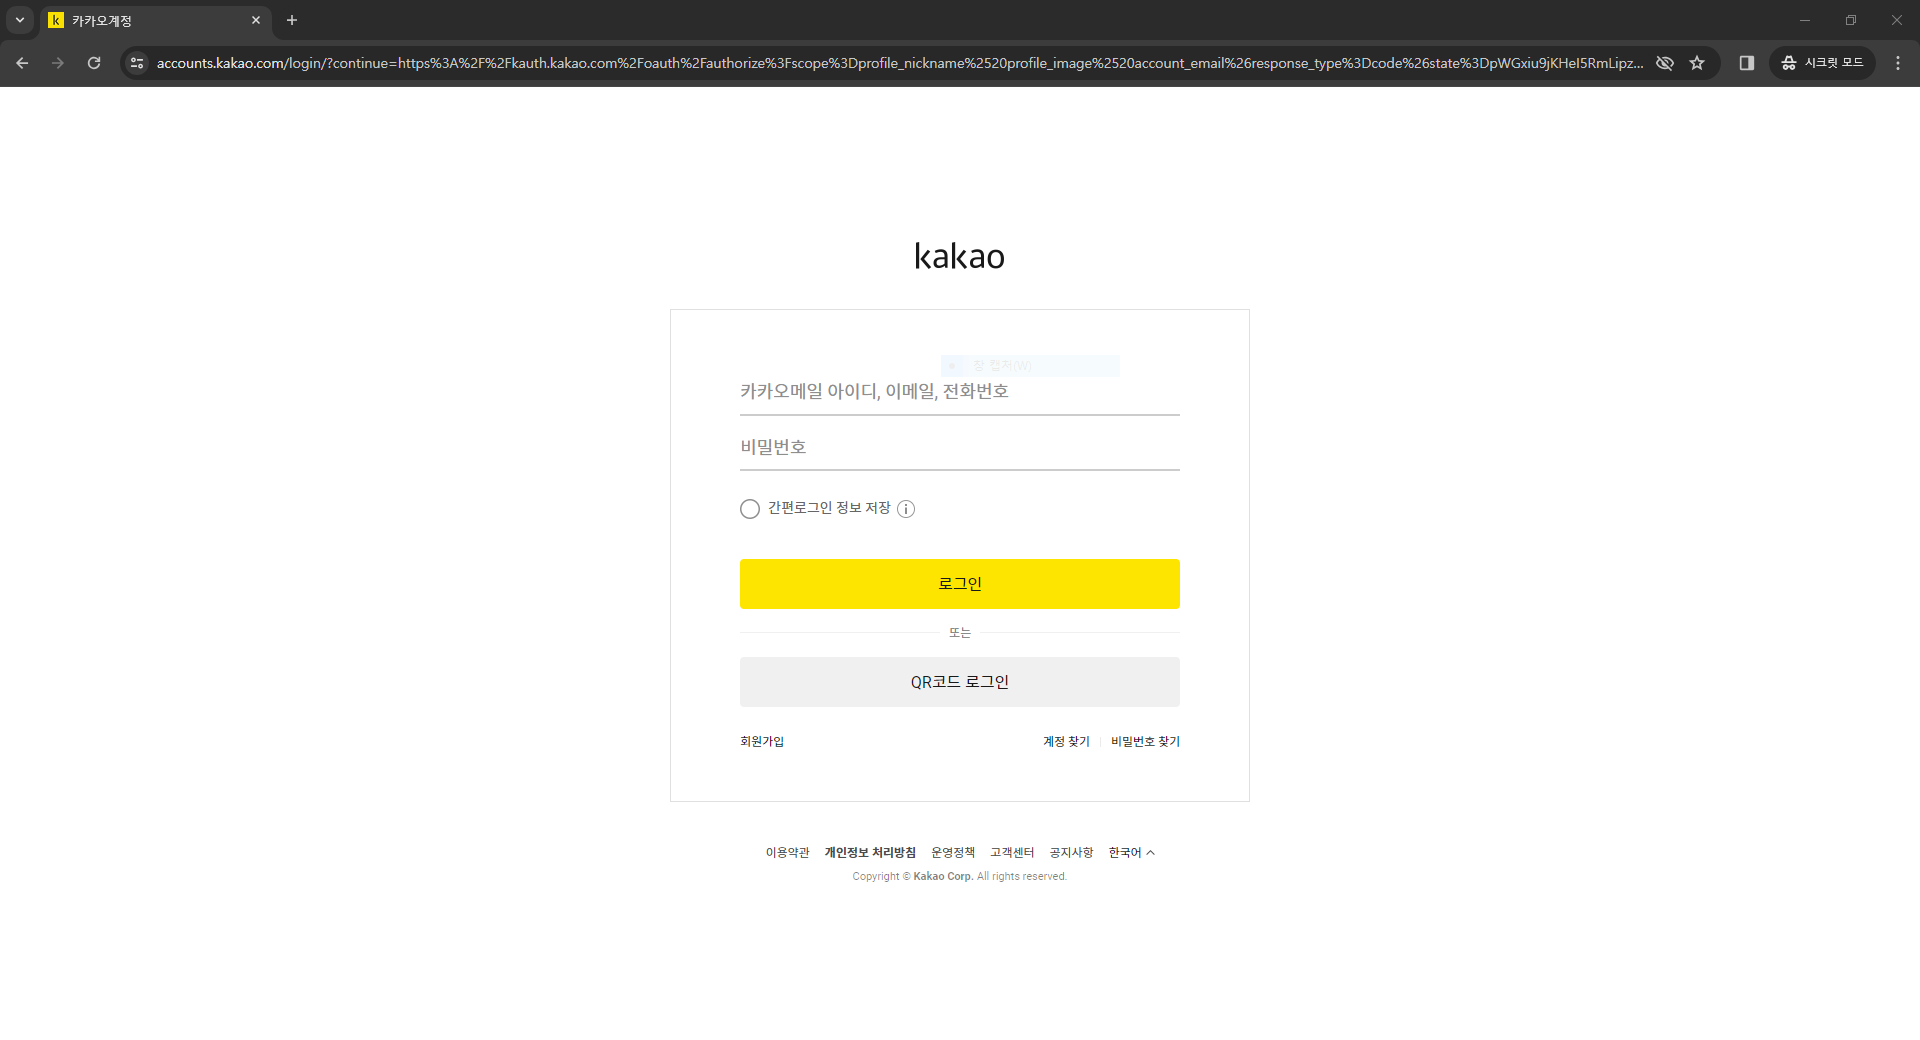 카카오계정
accounts.kakao.com/login/?continue=https%3A%2F%2Fkauth.kakao.com%2Foauth%2Fauthorize%3Fscope%3Dprofile_nickname%2520profile_image%2520account_email%26response_type%3Dcode%26state%3DpWGxiu9jKHeI5RmLipz...
시크릿 모드
kakao
창 캡처(W)
카카오메일 아이디, 이메일, 전화번호
비밀번호
간편로그인 정보 저장
로그인
또는
QR코드 로그인
회원가입 계정 찾기 비밀번호 찾기
이용약관 개인정보 처리방침 운영정책 고객센터 공지사항 한국어
Copyright © Kakao Corp. All rights reserved.